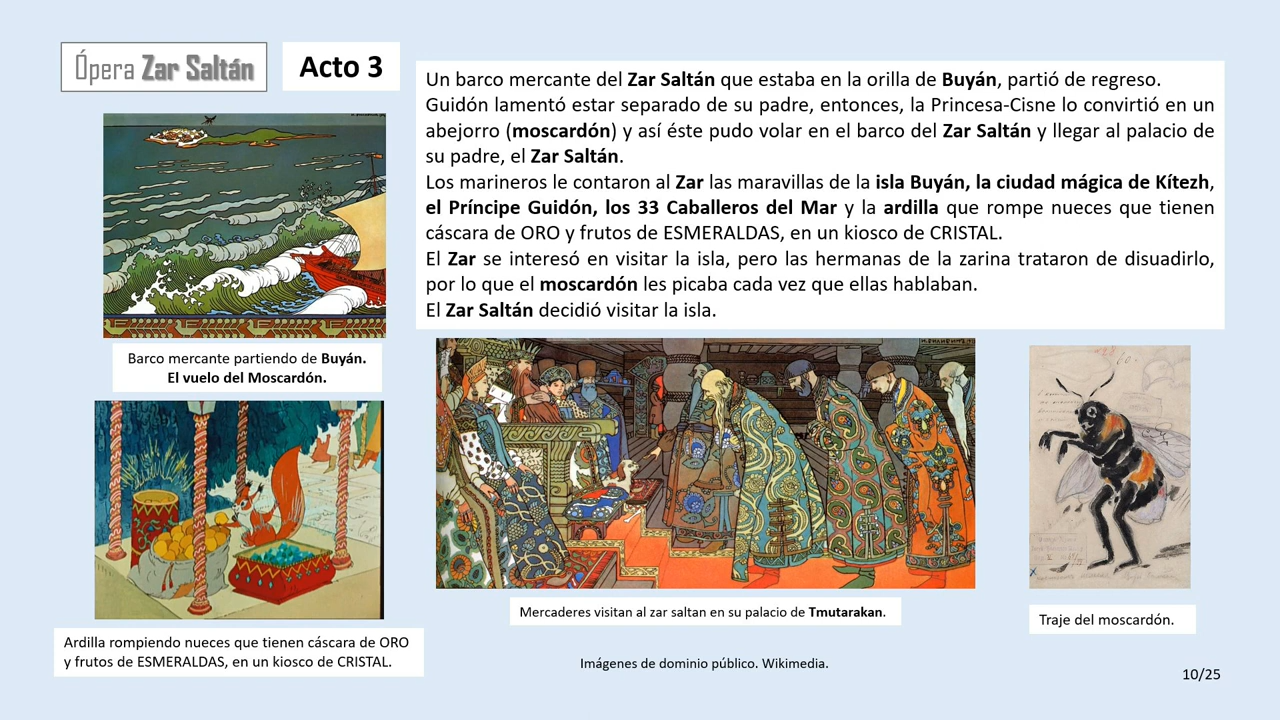 Ópera Zar Saltán
Acto 3
Un barco mercante del Zar Saltán que estaba en la orilla de Buyán, partió de regreso.
Guidón lamentó estar separado de su padre, entonces, la Princesa-Cisne lo convirtió en un
abejorro (moscardón) y así éste pudo volar en el barco del Zar Saltán y llegar al palacio de
su padre, el Zar Saltán.
Los marineros le contaron al Zar las maravillas de la isla Buyán, la ciudad mágica de Kítezh,
el Príncipe Guidón, los 33 Caballeros del Mar y la ardilla que rompe nueces que tienen
cáscara de ORO y frutos de ESMERALDAS, en un kiosco de CRISTAL.
El Zar se interesó en visitar la isla, pero las hermanas de la zarina trataron de disuadirlo,
por lo que el moscardón les picaba cada vez que ellas hablaban.
El Zar Saltán decidió visitar la isla.
Barco mercante partiendo de Buyán.
El vuelo del Moscardón.
Ardilla rompiendo nueces que tienen cáscara de ORO
y frutos de ESMERALDAS, en un kiosco de CRISTAL.
Mercaderes visitan al zar saltan en su palacio de Tmutarakan.
Traje del moscardón.
Imágenes de dominio público. Wikimedia.
10/25